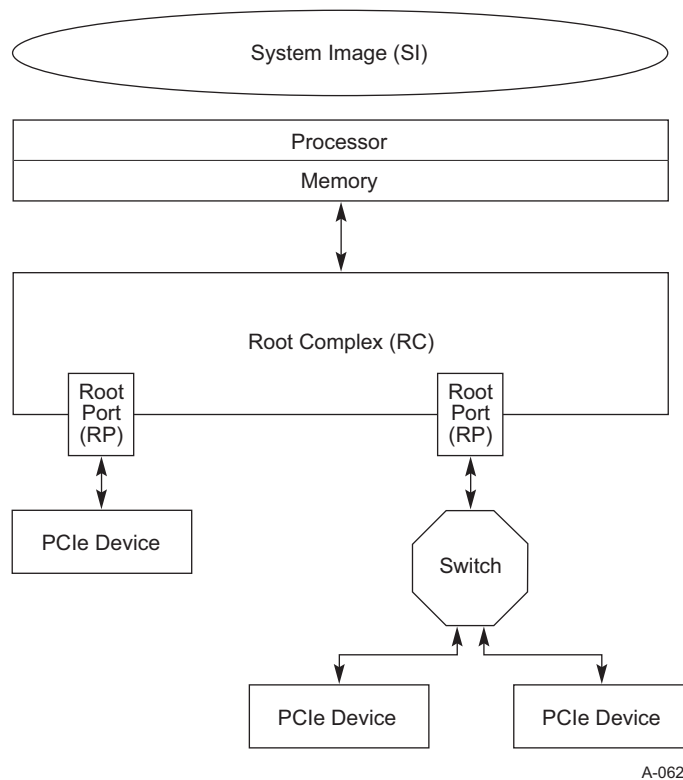 System Image (SI)
Processor
Memory
Root Complex (RC)
Root
Port
(RP)
Root
Port
(RP)
PCIe Device
Switch
PCIe Device
PCIe Device
A-062